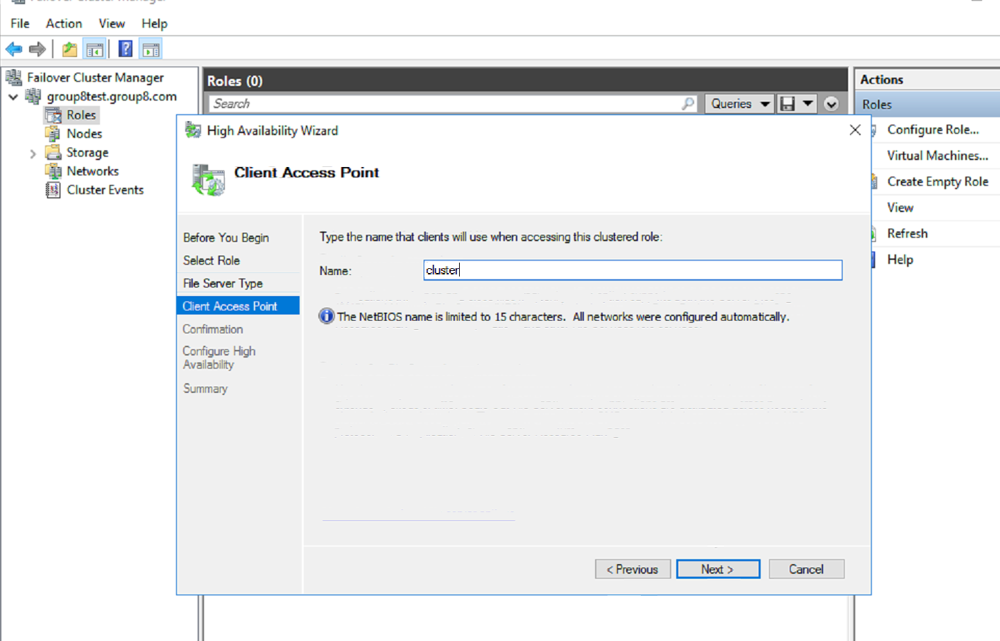 File Action View Help
Failover Cluster Manager
group8test.group8.com
Roles
Nodes
Storage
Networks
Cluster Events
Roles (0)
Search
Queries
High Availability Wizard
Client Access Point
Before You Begin
Select Role
File Server Type
Client Access Point
Confirmation
Configure High
Availability
Summary
Type the name that clients will use when accessing this clustered role:
Name: cluster
The NetBIOS name is limited to 15 characters. All networks were configured automatically.
< Previous
Next >
Cancel
Actions
Roles
Configure Role...
Virtual Machines...
Create Empty Role
View
Refresh
Help